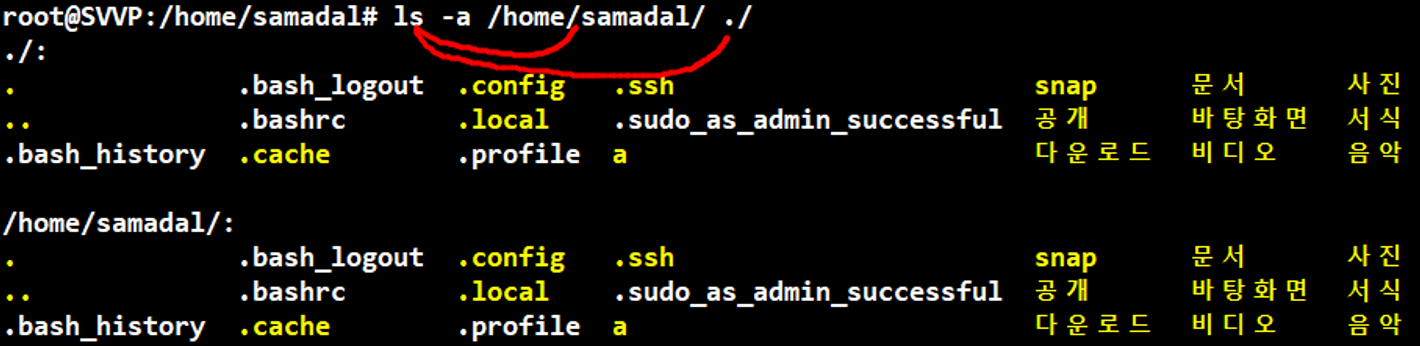 root@SVVP:/home/samadal# ls -a /home/samadal/ ./
./:
. .bash_logout .config .ssh snap 문서 사진
.. .bashrc .local .sudo_as_admin_successful 공개 바탕화면 서식
.bash_history .cache .profile a 다운로드 비디오 음악
/home/samadal/:
. .bash_logout .config .ssh snap 문서 사진
.. .bashrc .local .sudo_as_admin_successful 공개 바탕화면 서식
.bash_history .cache .profile a 다운로드 비디오 음악